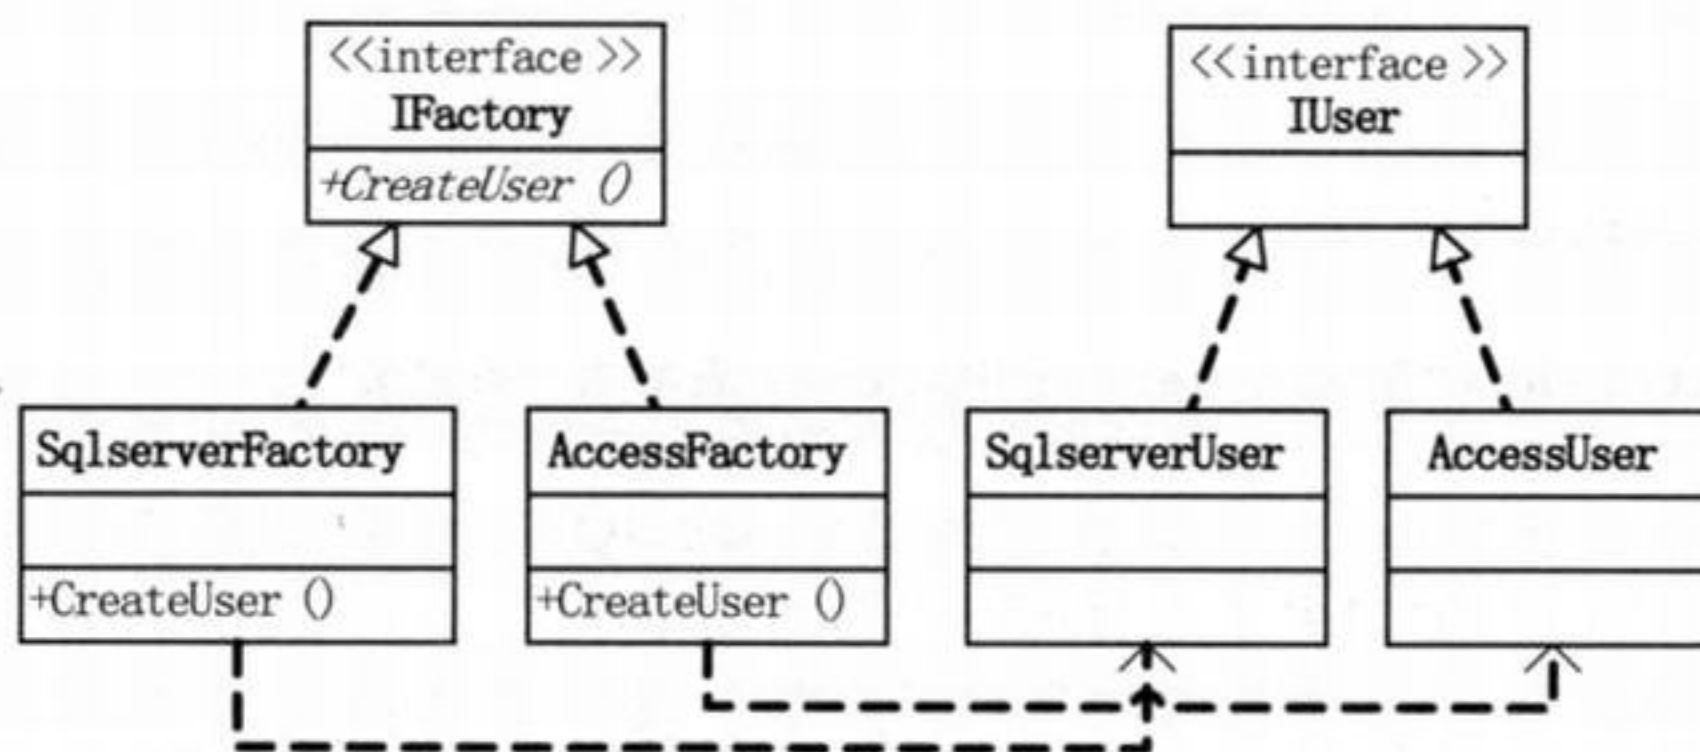 <<interface >>
IFactory
+CreateUser ()
<<interface >>
IUser
SqlserverFactory
+CreateUser ()
AccessFactory
+CreateUser ()
SqlserverUser
AccessUser